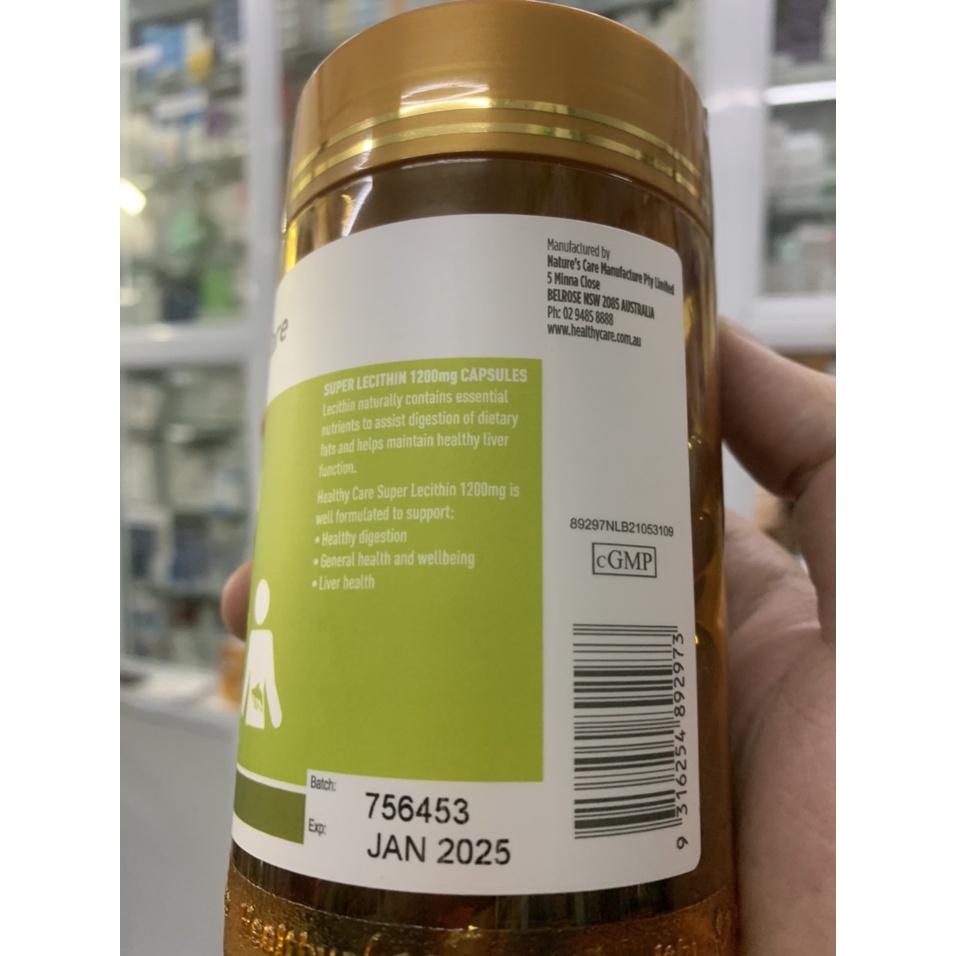 Manufactured by
Nature's Care Manufacture Pty Limited
5 Minna Close
BELROSE NSW 2085 AUSTRALIA
Ph: 02 9485 8888
www.healthycare.com.au
SUPER LECITHIN 1200mg CAPSULES
Lecithin naturally contains essential
nutrients to assist digestion of dietary
fats and helps maintain healthy liver
function.
Healthy Care Super Lecithin 1200mg is
well formulated to support:
• Healthy digestion
• General health and wellbeing
• Liver health
89297NLB21053109
cGMP
9 316254 892973
Batch: 756453
Exp: JAN 2025